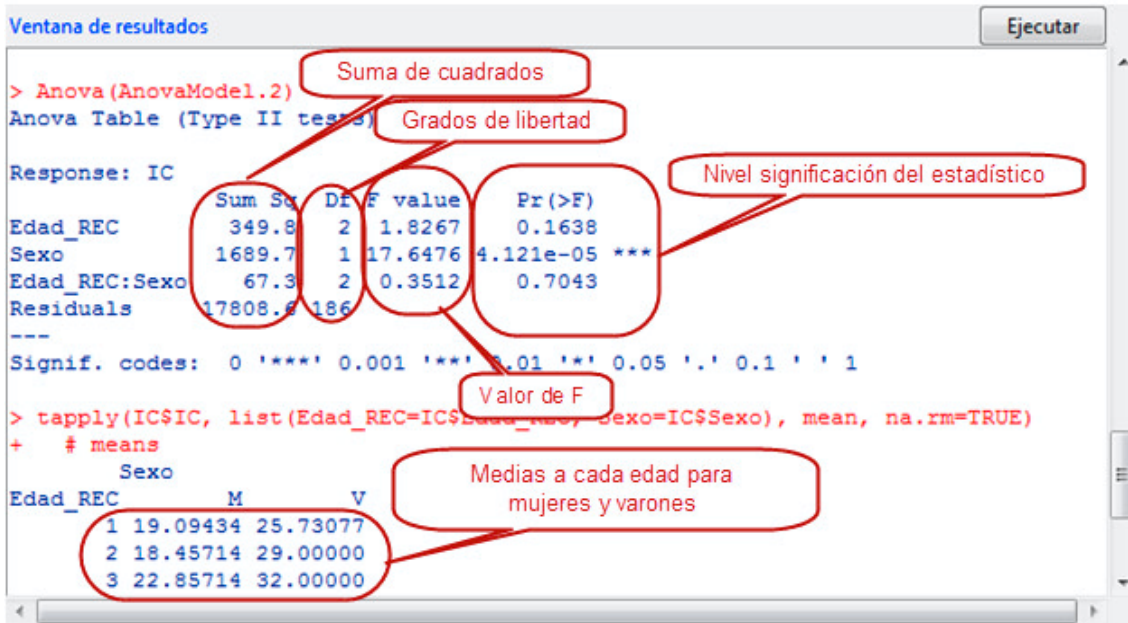 Ventana de resultados
Ejecutar
Suma de cuadrados
> Anova(AnovaModel.2)
Anova Table (Type II tests)
Grados de libertad
Response: IC
Nivel significación del estadístico
Sum Sq Df F value Pr(>F)
Edad_REC 349.8 2 1.8267 0.1638
Sexo 1689.7 1 17.6476 4.121e-05 ***
Edad_REC:Sexo 67.3 2 0.3512 0.7043
Residuals 17808.6 186
---
Signif. codes: 0 '***' 0.001 '**' 0.01 '*' 0.05 '.' 0.1 ' ' 1
Valor de F
> tapply(IC$IC, list(Edad_REC=IC$Edad_REC, Sexo=IC$Sexo), mean, na.rm=TRUE)
+ # means
Medias a cada edad para
mujeres y varones
Sexo
Edad_REC M V
1 19.09434 25.73077
2 18.45714 29.00000
3 22.85714 32.00000